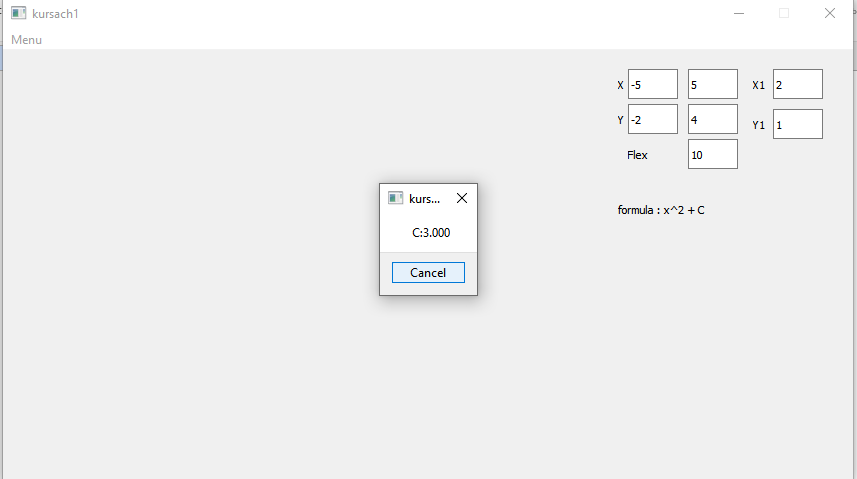 kursach1
Menu
X -5 5 X1 2
Y -2 4 Y1 1
Flex 10
formula : x^2 + C
kurs...
C:3.000
Cancel